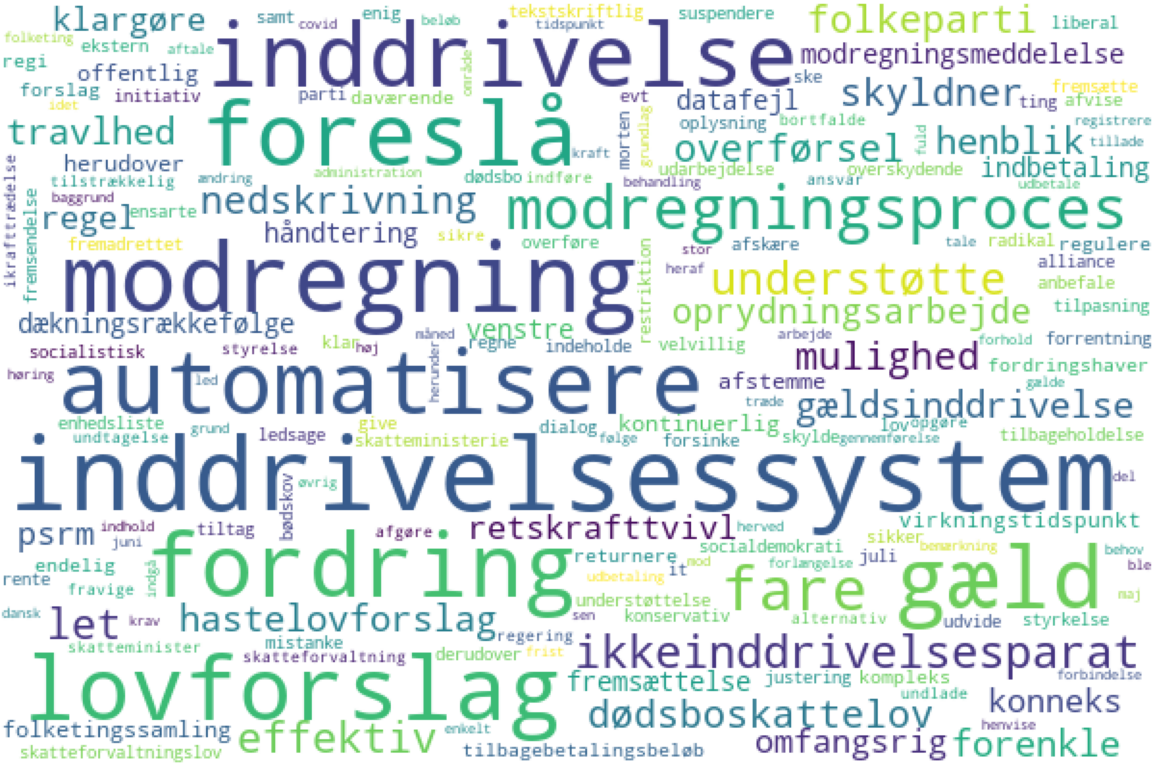 klargøre samt covid enig beløb tekstskriftlig tidspunkt suspendere folkeparti liberal
folketing ekstern aftale inddrivelse modregningsmeddelelse
regi offentlig område ske
forslag initiativ parti daværende evt datafejl skyldner ting fremsætte afvise
idet travlhed foreslå kraft morten grundlag oplysning bortfalde fuld henblik registrere tillade
herudover overførsel indbetaling
tilstrækkelig ændring administration dødsbo indføre behandling udarbejdelse ansvar overskydende udbetale
ikrafttrædelse fremsendelse baggrund regel ensarte nedskrivning modregningsproces
fremadrettet håndtering sikre overføre restriktion stor afskære tale radikal regulere
modregning heraf understøtte alliance anbefale
dækningsrækkefølge venstre oprydningsarbejde tilpasning
socialistisk styrelse klar høj måned regne indeholde velvillig arbejde mulighed forhold forrentning
høring led automatisere herunder afstemme fordringshaver gælde
træde gældsinddrivelse
enhedsliste undtagelse grund ledsage give skatteministerie dialog følge kontinuerlig forsinke skylde gennemførelse lov opgøre tilbageholdelse
inddrivelsessystem
bødskov øvrig del
psrm indhold juni tiltag afgøre retskrafttvivl herved virkningstidspunkt
endelig indgå fordring returnere socialdemokrati it sikker juli bemærkning behov ble
rente fravige udbetaling mod forlængelse fare gæld maj
dansk let krav hastelovforslag understøttelse sen konservativ alternativ udvide styrkelse
skatteminister mistanke regering
skatteforvaltning derudover frist ikkeinddrivelsesparat
lovforslag fremsættelse justering kompleks undlade forbindelse
folketingssamling effektiv enkelt dødsboskattelov henvise konneks
skatteforvaltningslov tilbagebetalingsbeløb omfangsrig forenkle